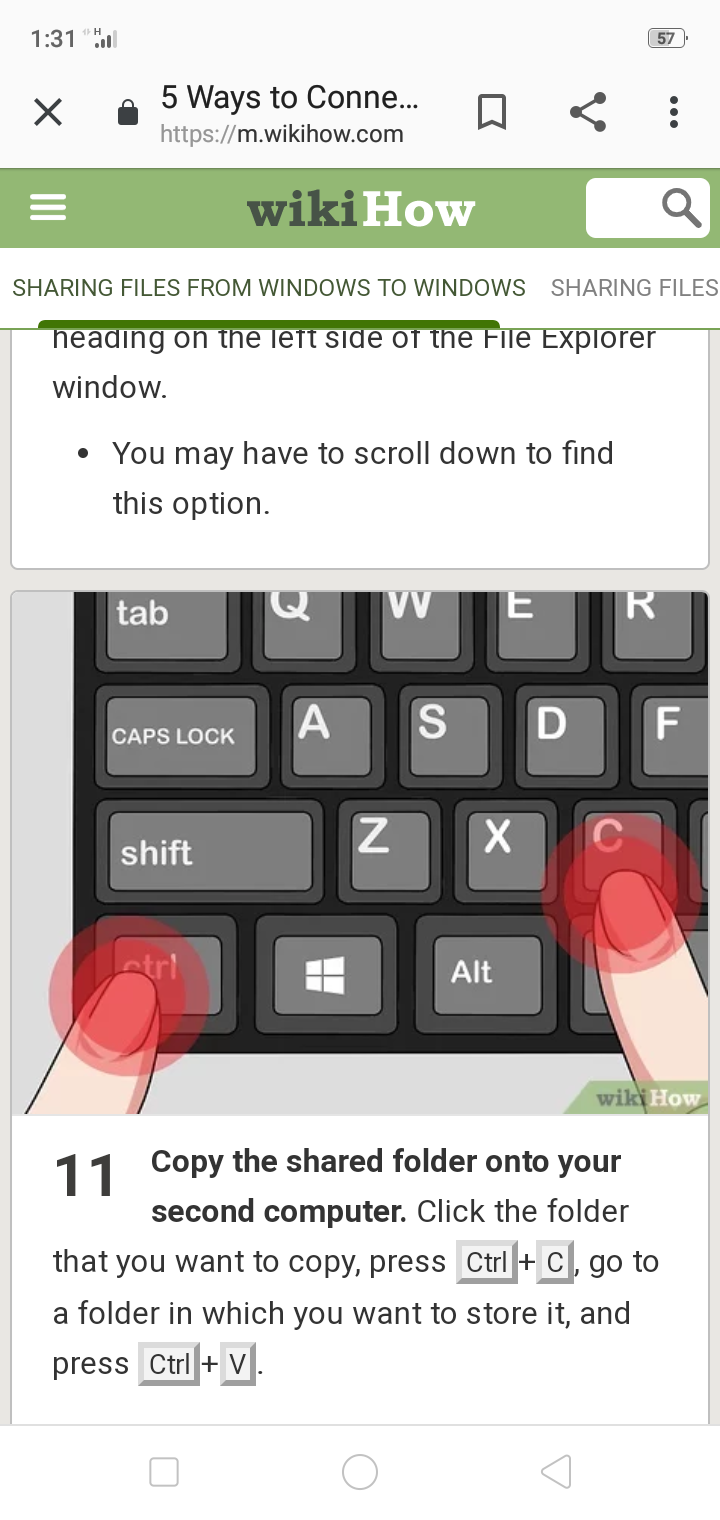 1:31 H 57
5 Ways to Conne...
https://m.wikihow.com
wikiHow
SHARING FILES FROM WINDOWS TO WINDOWS SHARING FILES
heading on the left side of the File Explorer
window.
• You may have to scroll down to find
this option.
tab Q W E R
CAPS LOCK A S D F
shift Z X C
ctrl Alt
wikiHow
11 Copy the shared folder onto your
second computer. Click the folder
that you want to copy, press Ctrl+C, go to
a folder in which you want to store it, and
press Ctrl+V.